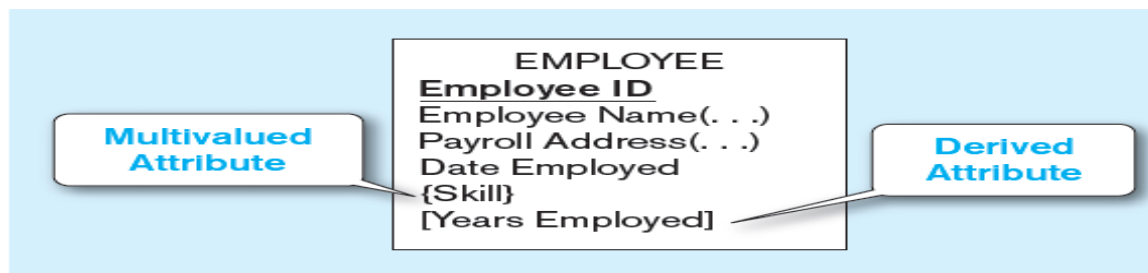 EMPLOYEE
Employee ID
Employee Name(. . .)
Payroll Address(. . .)
Date Employed
{Skill}
[Years Employed]
Multivalued
Attribute
Derived
Attribute